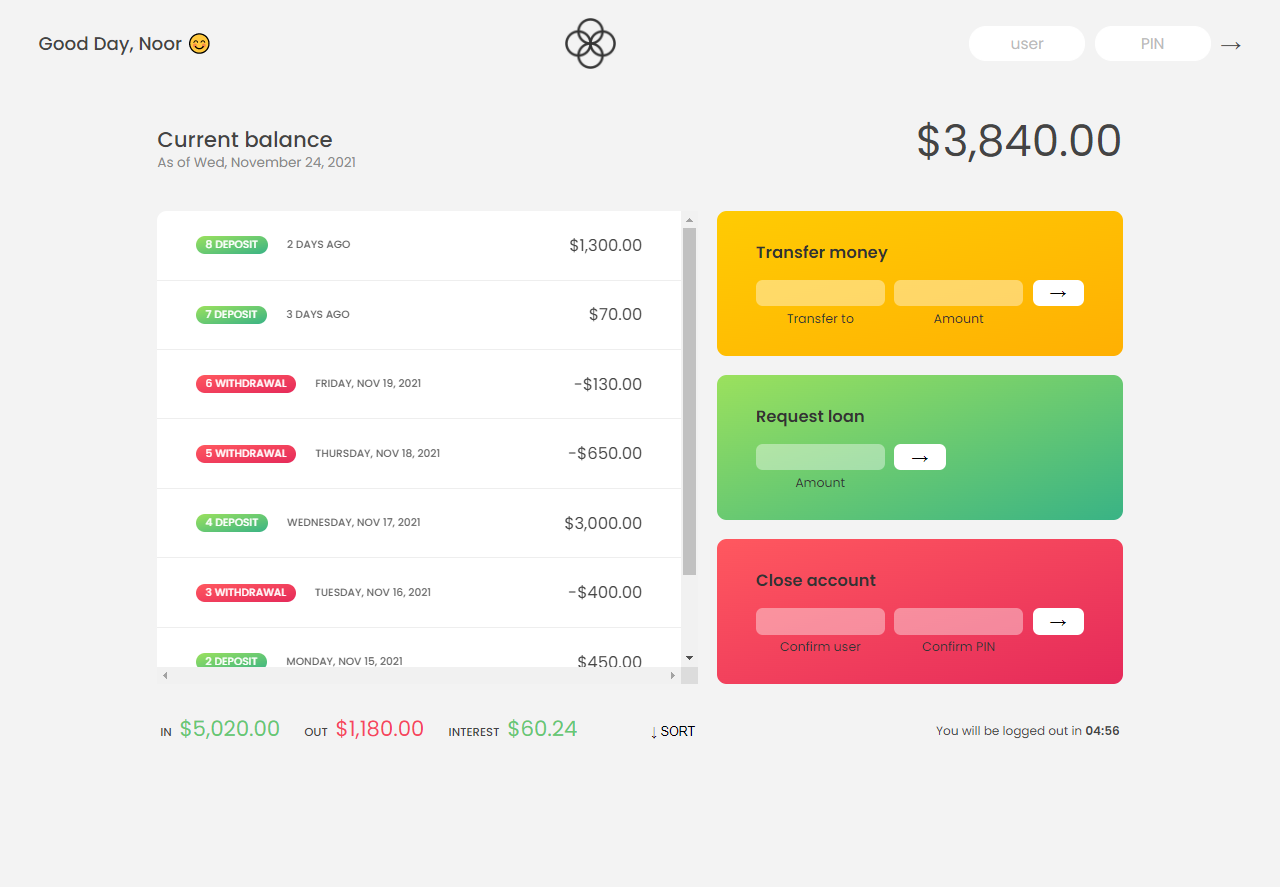 Good Day, Noor 😊
user
PIN
→
Current balance
As of Wed, November 24, 2021
$3,840.00
8 DEPOSIT 2 DAYS AGO $1,300.00
7 DEPOSIT 3 DAYS AGO $70.00
6 WITHDRAWAL FRIDAY, NOV 19, 2021 -$130.00
5 WITHDRAWAL THURSDAY, NOV 18, 2021 -$650.00
4 DEPOSIT WEDNESDAY, NOV 17, 2021 $3,000.00
3 WITHDRAWAL TUESDAY, NOV 16, 2021 -$400.00
2 DEPOSIT MONDAY, NOV 15, 2021 $450.00
Transfer money
→
Transfer to Amount
Request loan
→
Amount
Close account
→
Confirm user Confirm PIN
IN $5,020.00 OUT $1,180.00 INTEREST $60.24 ↓ SORT
You will be logged out in 04:56